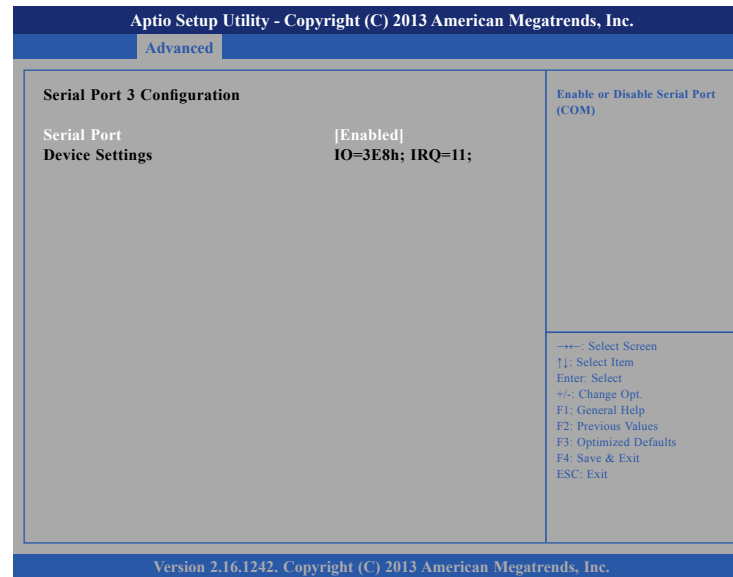 Aptio Setup Utility - Copyright (C) 2013 American Megatrends, Inc.
Advanced
Serial Port 3 Configuration
Serial Port [Enabled]
Device Settings IO=3E8h; IRQ=11;
Enable or Disable Serial Port
(COM)
→←: Select Screen
↑↓: Select Item
Enter: Select
+/-: Change Opt.
F1: General Help
F2: Previous Values
F3: Optimized Defaults
F4: Save & Exit
ESC: Exit
Version 2.16.1242. Copyright (C) 2013 American Megatrends, Inc.